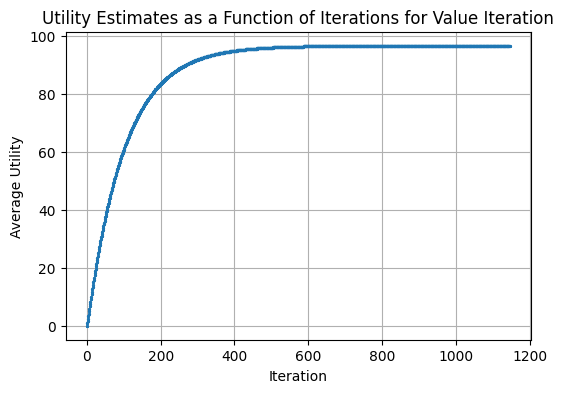 Utility Estimates as a Function of Iterations for Value Iteration
100
80
60
40
20
0
Average Utility
0 200 400 600 800 1000 1200
Iteration